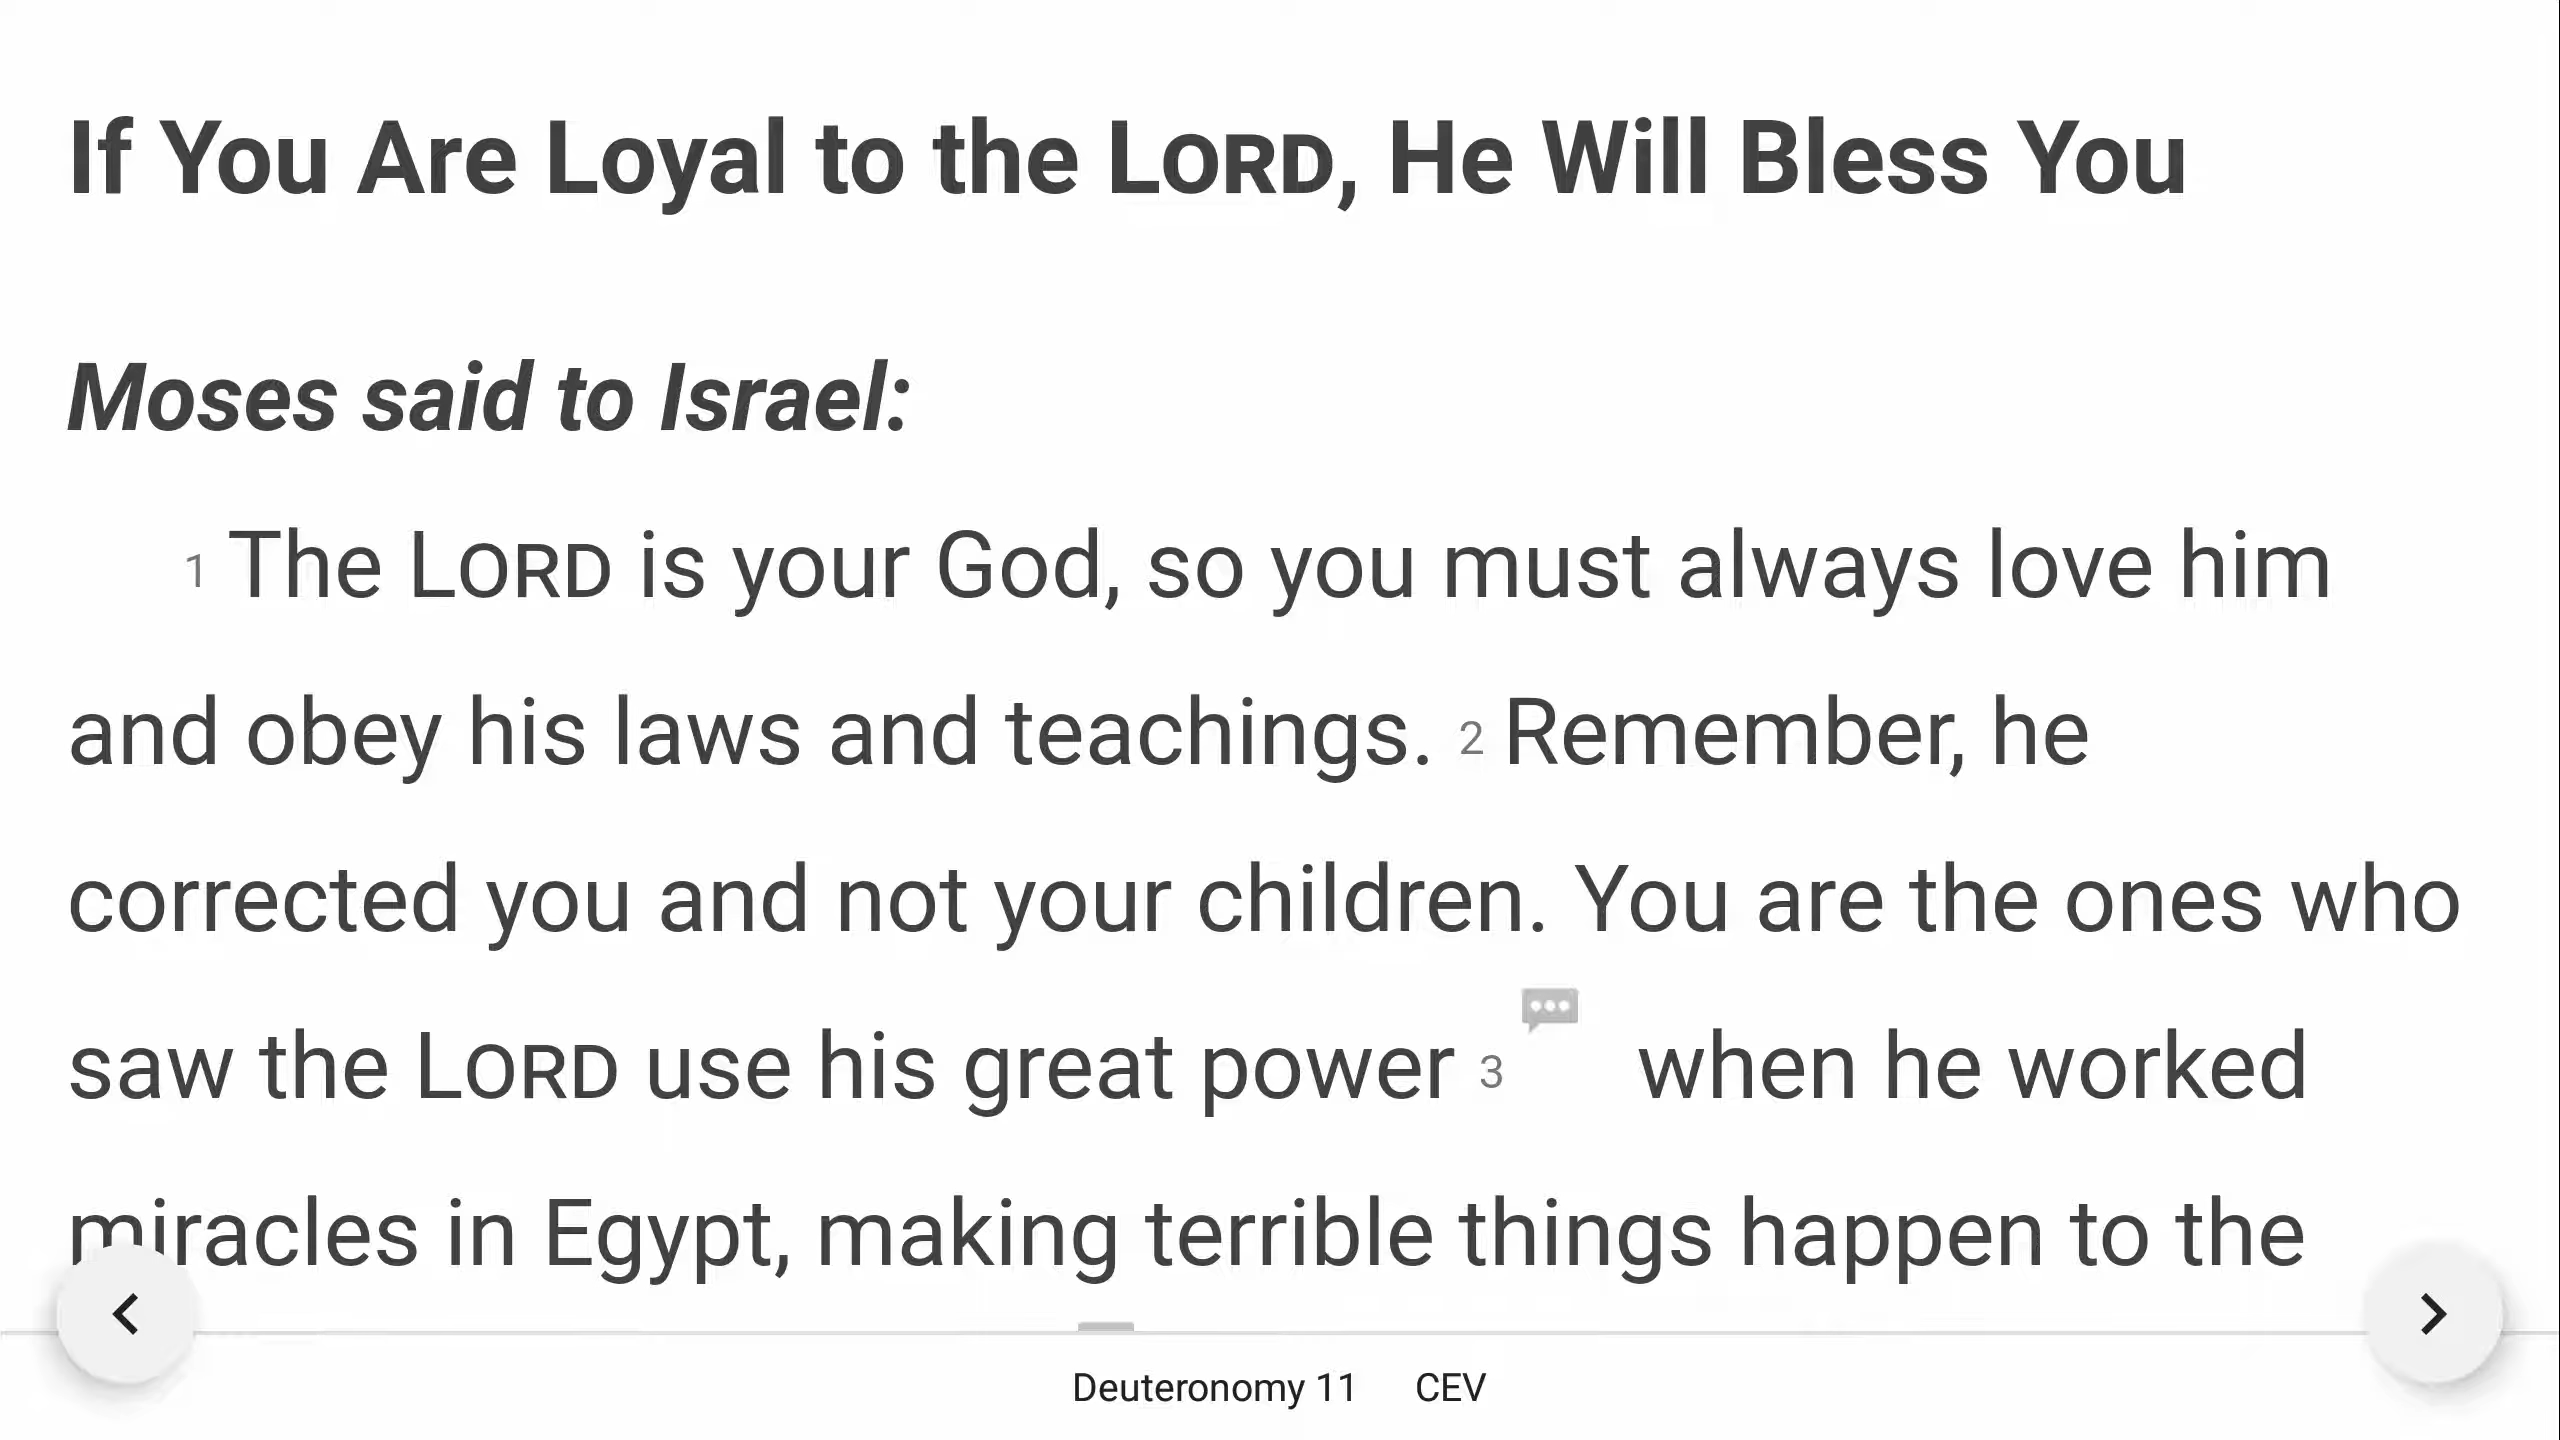 If You Are Loyal to the LORD, He Will Bless You
Moses said to Israel:
1 The LORD is your God, so you must always love him
and obey his laws and teachings. 2 Remember, he
corrected you and not your children. You are the ones who
saw the LORD use his great power 3 when he worked
miracles in Egypt, making terrible things happen to the
Deuteronomy 11 CEV